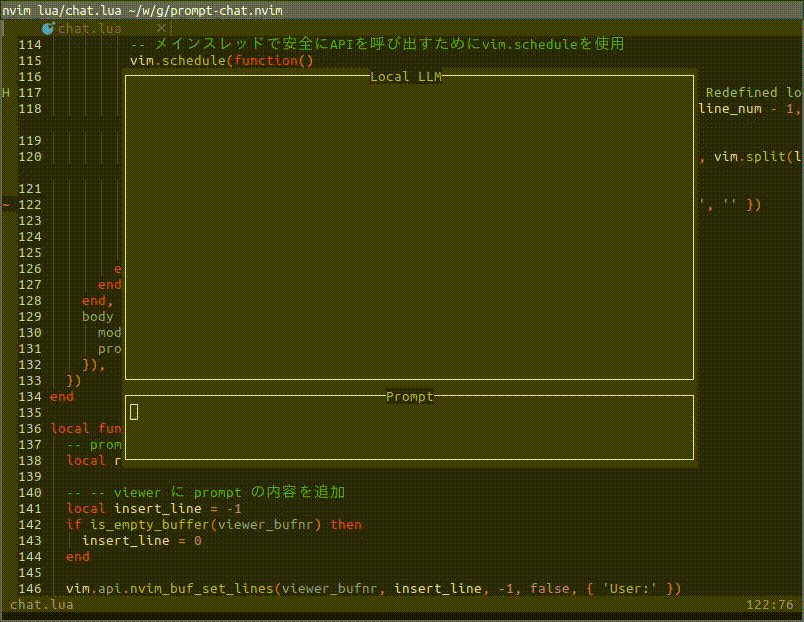 nvim lua/chat.lua ~/w/g/prompt-chat.nvim
chat.lua ×
114 -- メインスレッドで安全にAPIを呼び出すためにvim.scheduleを使用
115 vim.schedule(function()
116
Local LLM
H 117 Redefined lo
118 line_num - 1,
119
120 , vim.split(l
121
~ 122 ', '' })
123
124
125
126 e
127 end
128 end,
129 body
130 mod
131 pro
132 }),
133 })
134 end
Prompt
135
136 local fun
137 -- prom
138 local r
139
140 -- -- viewer に prompt の内容を追加
141 local insert_line = -1
142 if is_empty_buffer(viewer_bufnr) then
143 insert_line = 0
144 end
145
146 vim.api.nvim_buf_set_lines(viewer_bufnr, insert_line, -1, false, { 'User:' })
chat.lua 122:76